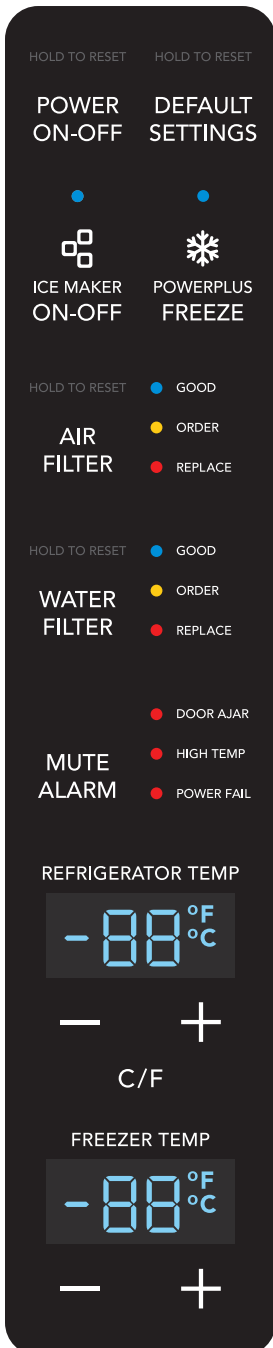 HOLD TO RESET
POWER
ON-OFF
HOLD TO RESET
DEFAULT
SETTINGS
ICE MAKER
ON-OFF
POWERPLUS
FREEZE
HOLD TO RESET
AIR
FILTER
GOOD
ORDER
REPLACE
HOLD TO RESET
WATER
FILTER
GOOD
ORDER
REPLACE
MUTE
ALARM
DOOR AJAR
HIGH TEMP
POWER FAIL
REFRIGERATOR TEMP
-88 °F
°C
− +
C/F
FREEZER TEMP
-88 °F
°C
− +